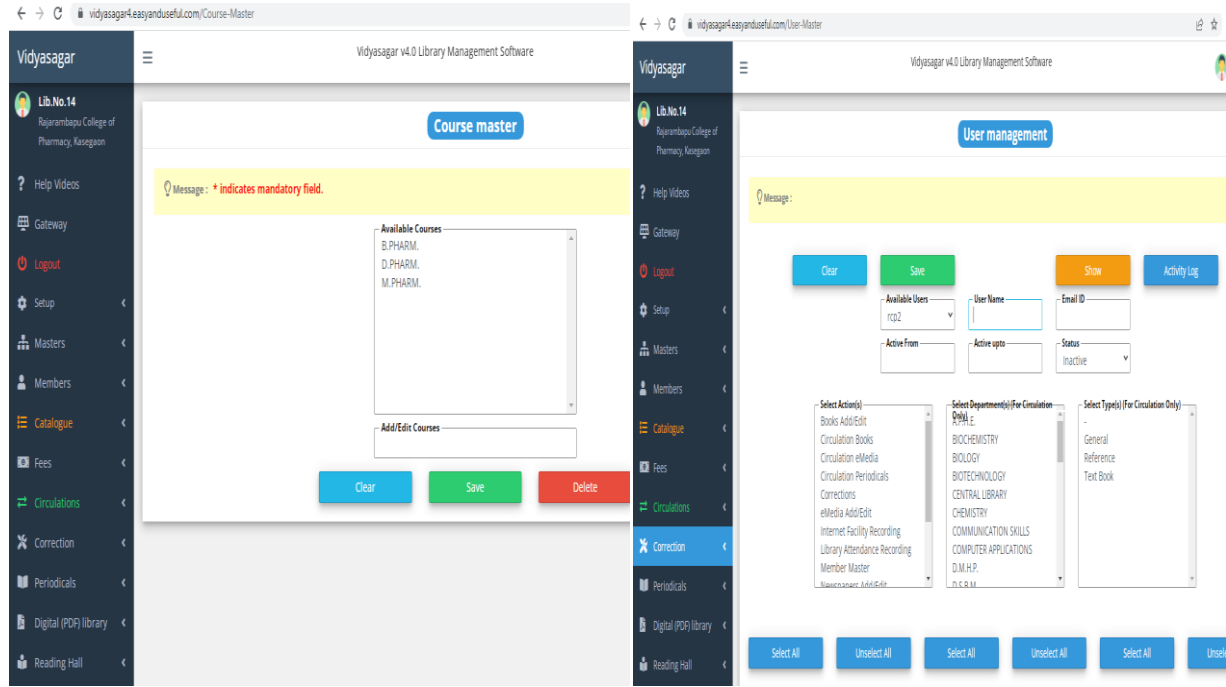 vidyasagar4.easyanduseful.com/Course-Master
Vidyasagar
Vidyasagar v4.0 Library Management Software
Lib.No.14
Rajarambapu College of
Pharmacy, Kasegaon
Help Videos
Gateway
Logout
Setup
Masters
Members
Catalogue
Fees
Circulations
Correction
Periodicals
Digital (PDF) library
Reading Hall
Course master
Message : * indicates mandatory field.
Available Courses
B.PHARM.
D.PHARM.
M.PHARM.
Add/Edit Courses
Clear Save Delete
vidyasagar4.easyanduseful.com/User-Master
Vidyasagar
Vidyasagar v4.0 Library Management Software
Lib.No.14
Rajarambapu College of
Pharmacy, Kasegaon
Help Videos
Gateway
Logout
Setup
Masters
Members
Catalogue
Fees
Circulations
Correction
Periodicals
Digital (PDF) library
Reading Hall
User management
Message :
Clear Save Show Activity Log
Available Users User Name Email ID
rcp2
Active From Active upto Status
Inactive
Select Action(s)
Books Add/Edit
Circulation Books
Circulation eMedia
Circulation Periodicals
Corrections
eMedia Add/Edit
Internet Facility Recording
Library Attendance Recording
Member Master
Newspapers Add/Edit
Select Department(s) (For Circulation
Only)
BIOCHEMISTRY
BIOLOGY
BIOTECHNOLOGY
CENTRAL LIBRARY
CHEMISTRY
COMMUNICATION SKILLS
COMPUTER APPLICATIONS
D.M.H.P.
D.S.B.M.
Select Type(s) (For Circulation Only)
-
General
Reference
Text Book
Select All Unselect All Select All Unselect All Select All